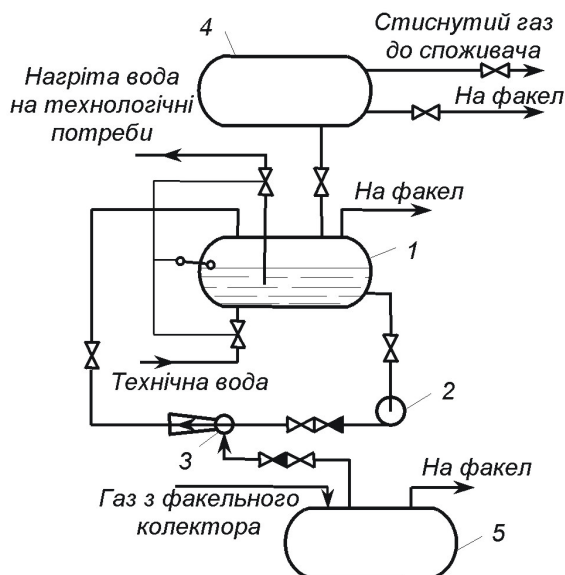 4
Стиснутий газ
до споживача
Нагріта вода
на технологічні
потреби
На факел
На факел
1
Технічна вода
2
3
На факел
Газ з факельного
колектора
5